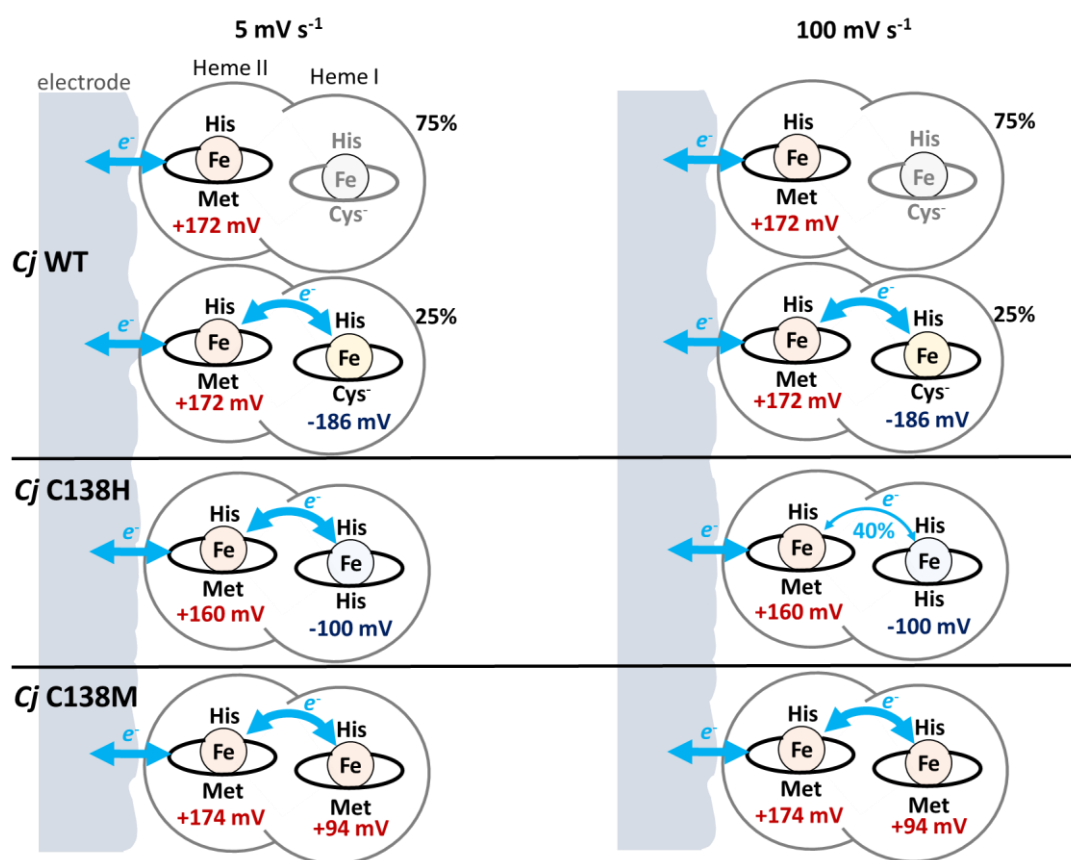 5 mV s⁻¹
100 mV s⁻¹
electrode
Heme II
Heme I
Cj WT
e⁻
His
Fe
Met
+172 mV
His
Fe
Cys⁻
75%
e⁻
His
Fe
Met
+172 mV
His
Fe
Cys⁻
75%
e⁻
His
Fe
Met
+172 mV
e⁻
His
Fe
Cys⁻
-186 mV
25%
e⁻
His
Fe
Met
+172 mV
e⁻
His
Fe
Cys⁻
-186 mV
25%
Cj C138H
e⁻
His
Fe
Met
+160 mV
e⁻
His
Fe
His
-100 mV
e⁻
His
Fe
Met
+160 mV
e⁻
40%
His
Fe
His
-100 mV
Cj C138M
e⁻
His
Fe
Met
+174 mV
e⁻
His
Fe
Met
+94 mV
e⁻
His
Fe
Met
+174 mV
e⁻
His
Fe
Met
+94 mV